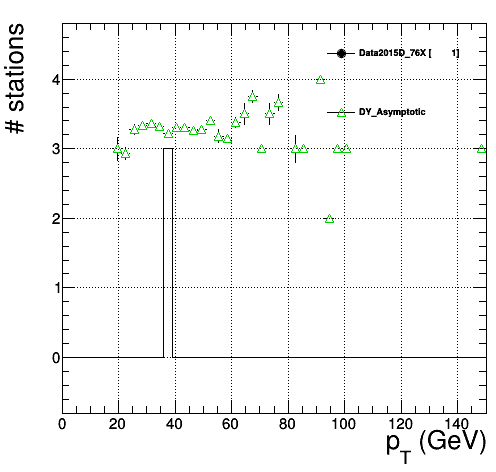 # stations
Data2015D_76X [ 1]
DY_Asymptotic
4
3
2
1
0
0 20 40 60 80 100 120 140
p_T (GeV)